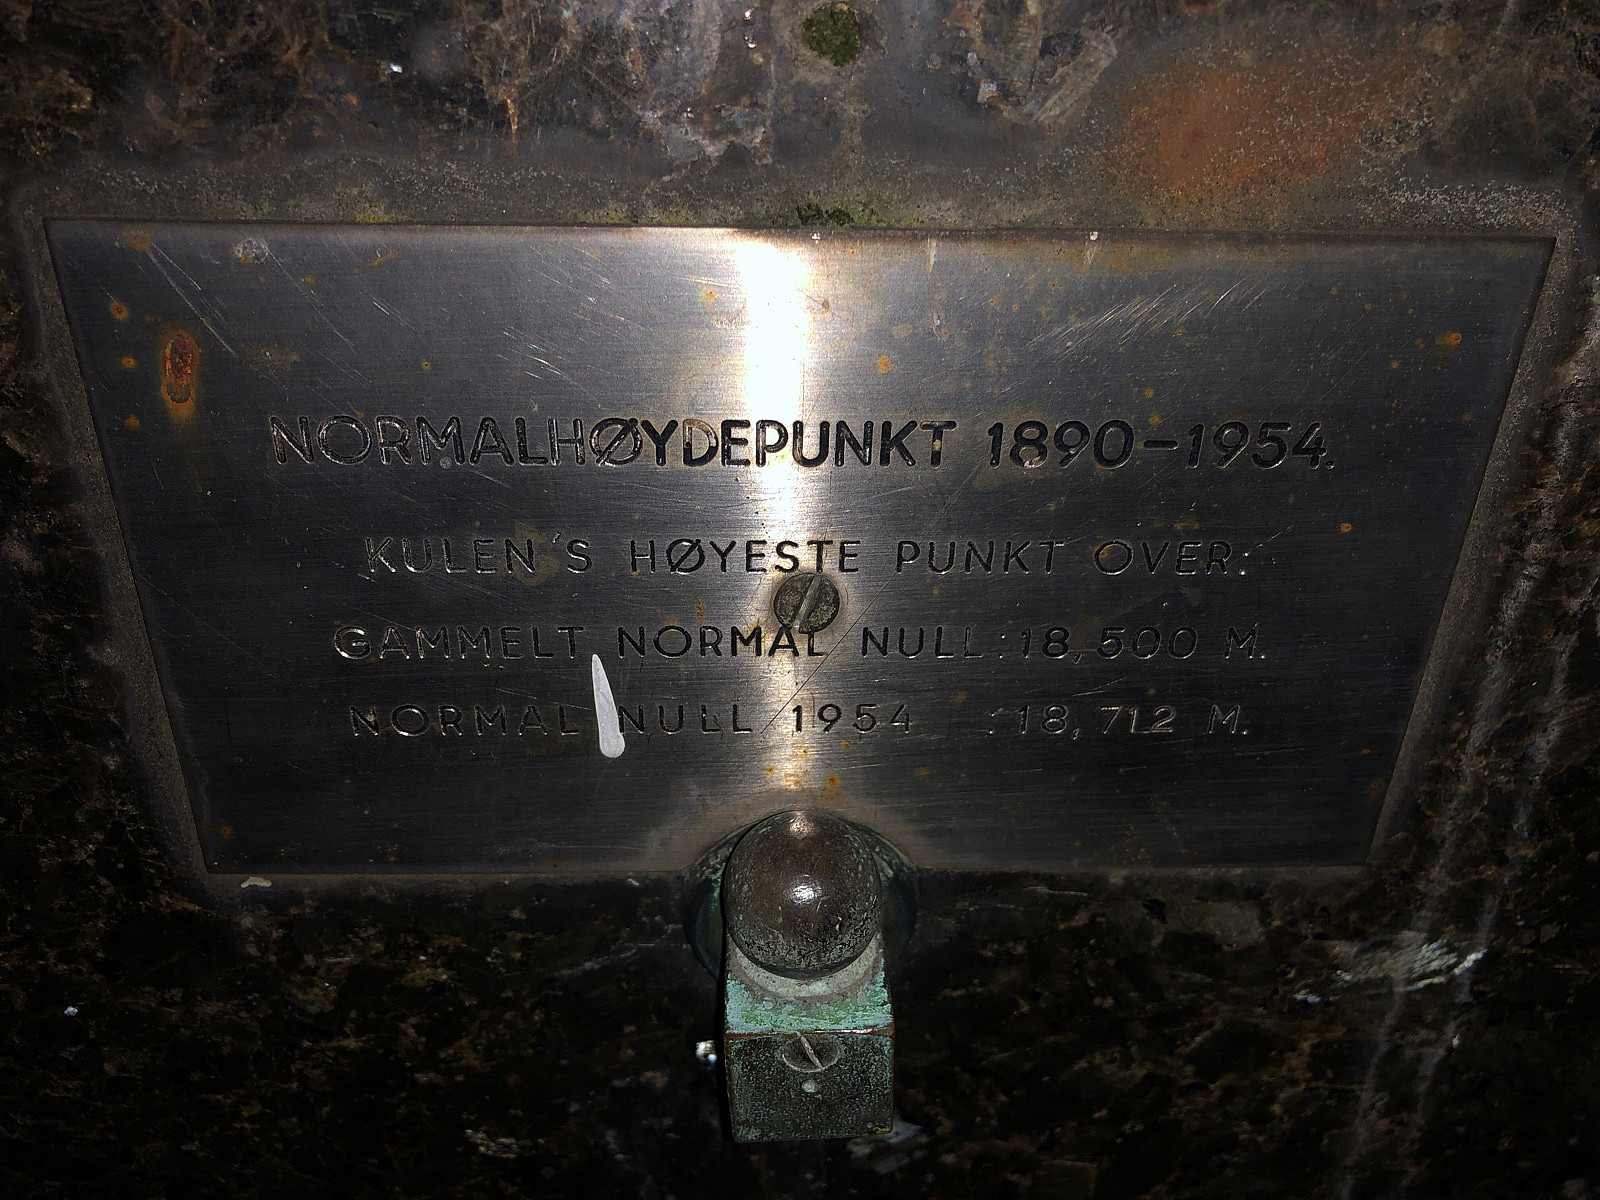 NORMALHØYDEPUNKT 1890-1954.
KULEN'S HØYESTE PUNKT OVER:
GAMMELT NORMAL NULL : 18,500 M.
NORMAL NULL 1954 : 18,712 M.